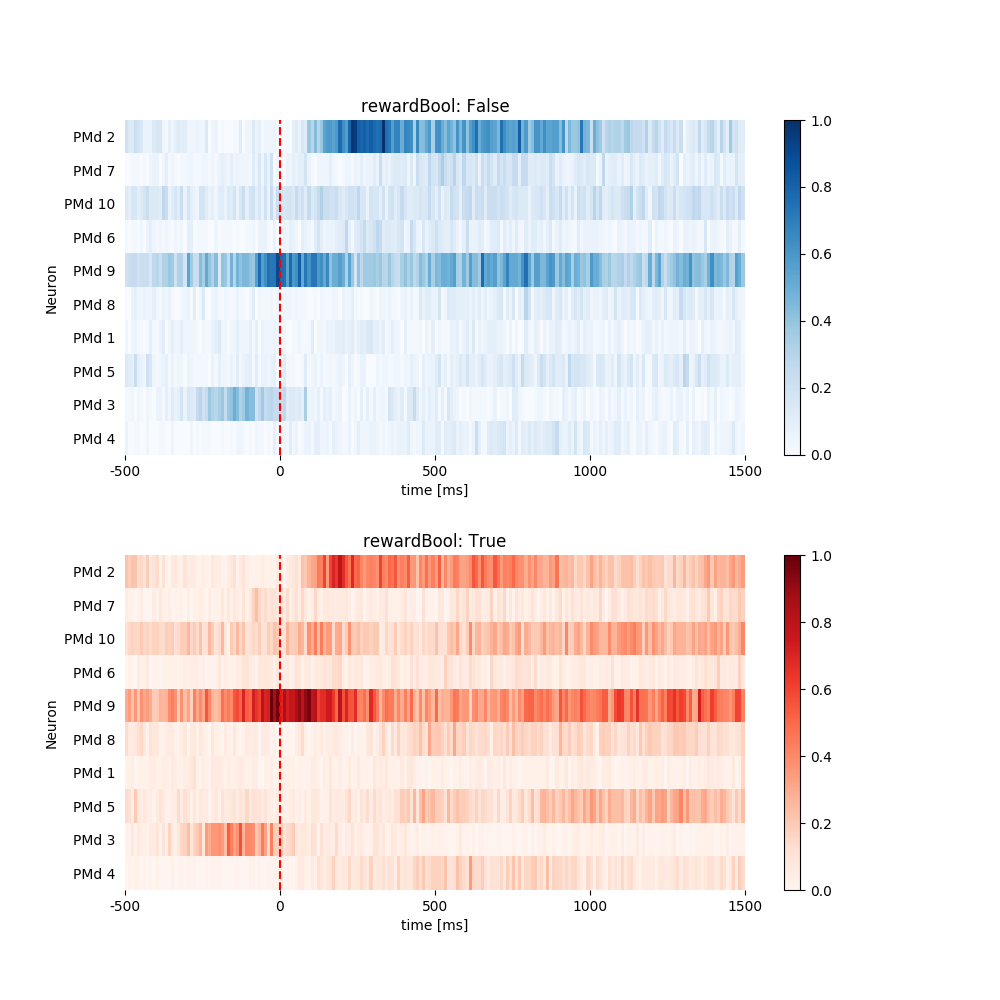 rewardBool: False
PMd 2
PMd 7
PMd 10
PMd 6
PMd 9
PMd 8
PMd 1
PMd 5
PMd 3
PMd 4
Neuron
-500 0 500 1000 1500
time [ms]
1.0
0.8
0.6
0.4
0.2
0.0
rewardBool: True
PMd 2
PMd 7
PMd 10
PMd 6
PMd 9
PMd 8
PMd 1
PMd 5
PMd 3
PMd 4
Neuron
-500 0 500 1000 1500
time [ms]
1.0
0.8
0.6
0.4
0.2
0.0